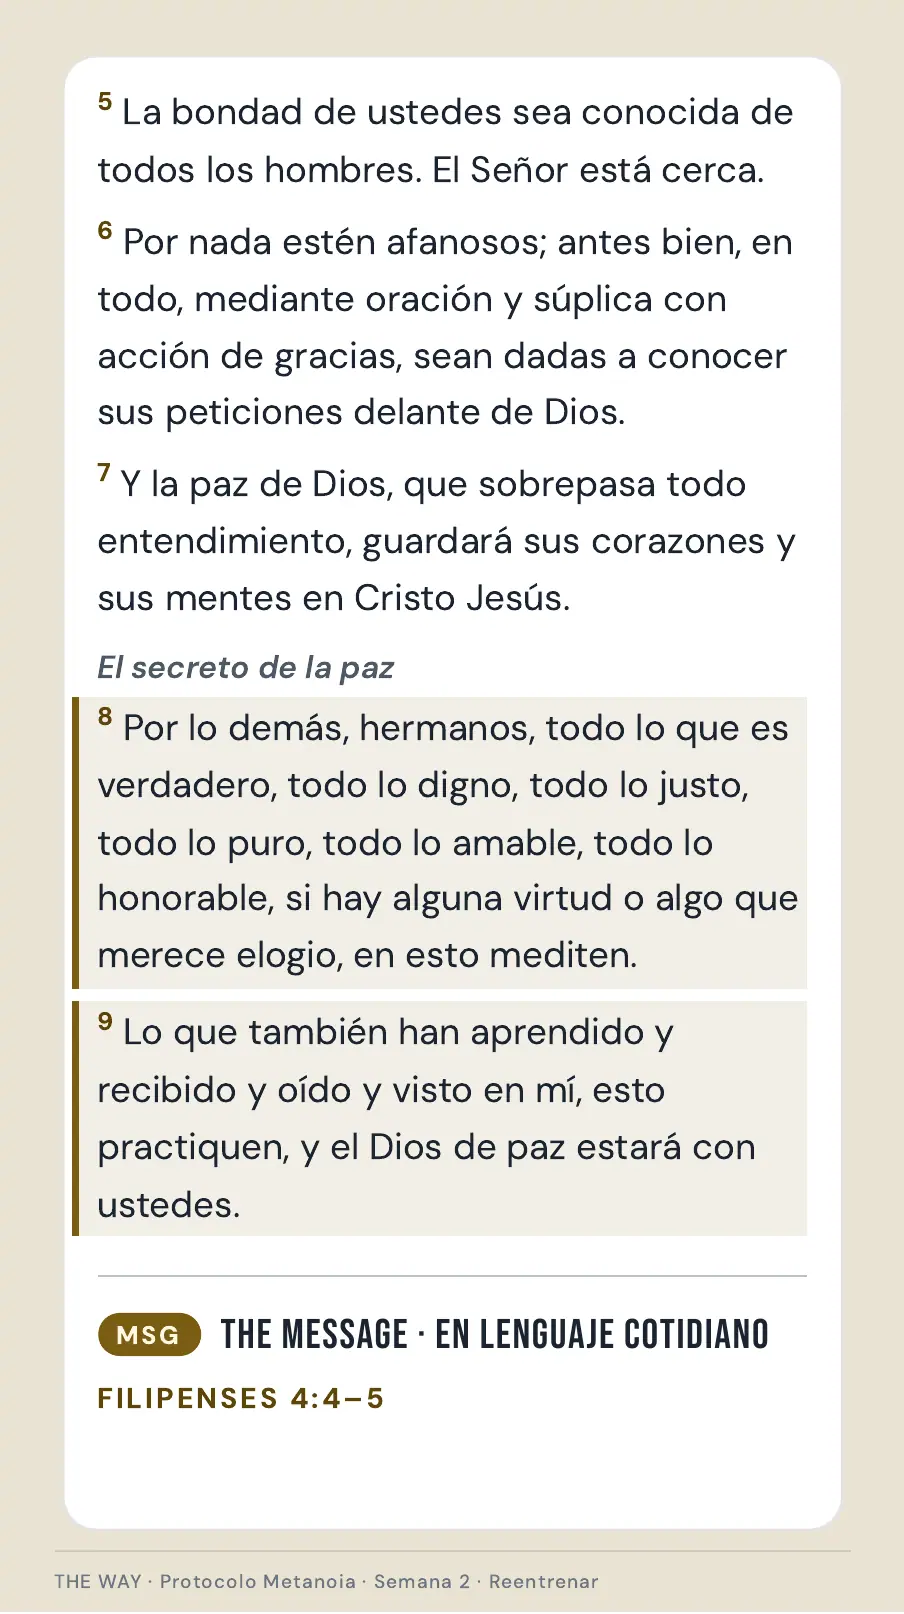 5 La bondad de ustedes sea conocida de
todos los hombres. El Señor está cerca.
6 Por nada estén afanosos; antes bien, en
todo, mediante oración y súplica con
acción de gracias, sean dadas a conocer
sus peticiones delante de Dios.
7 Y la paz de Dios, que sobrepasa todo
entendimiento, guardará sus corazones y
sus mentes en Cristo Jesús.
El secreto de la paz
8 Por lo demás, hermanos, todo lo que es
verdadero, todo lo digno, todo lo justo,
todo lo puro, todo lo amable, todo lo
honorable, si hay alguna virtud o algo que
merece elogio, en esto mediten.
9 Lo que también han aprendido y
recibido y oído y visto en mí, esto
practiquen, y el Dios de paz estará con
ustedes.
MSG THE MESSAGE · EN LENGUAJE COTIDIANO
FILIPENSES 4:4–5
THE WAY · Protocolo Metanoia · Semana 2 · Reentrenar